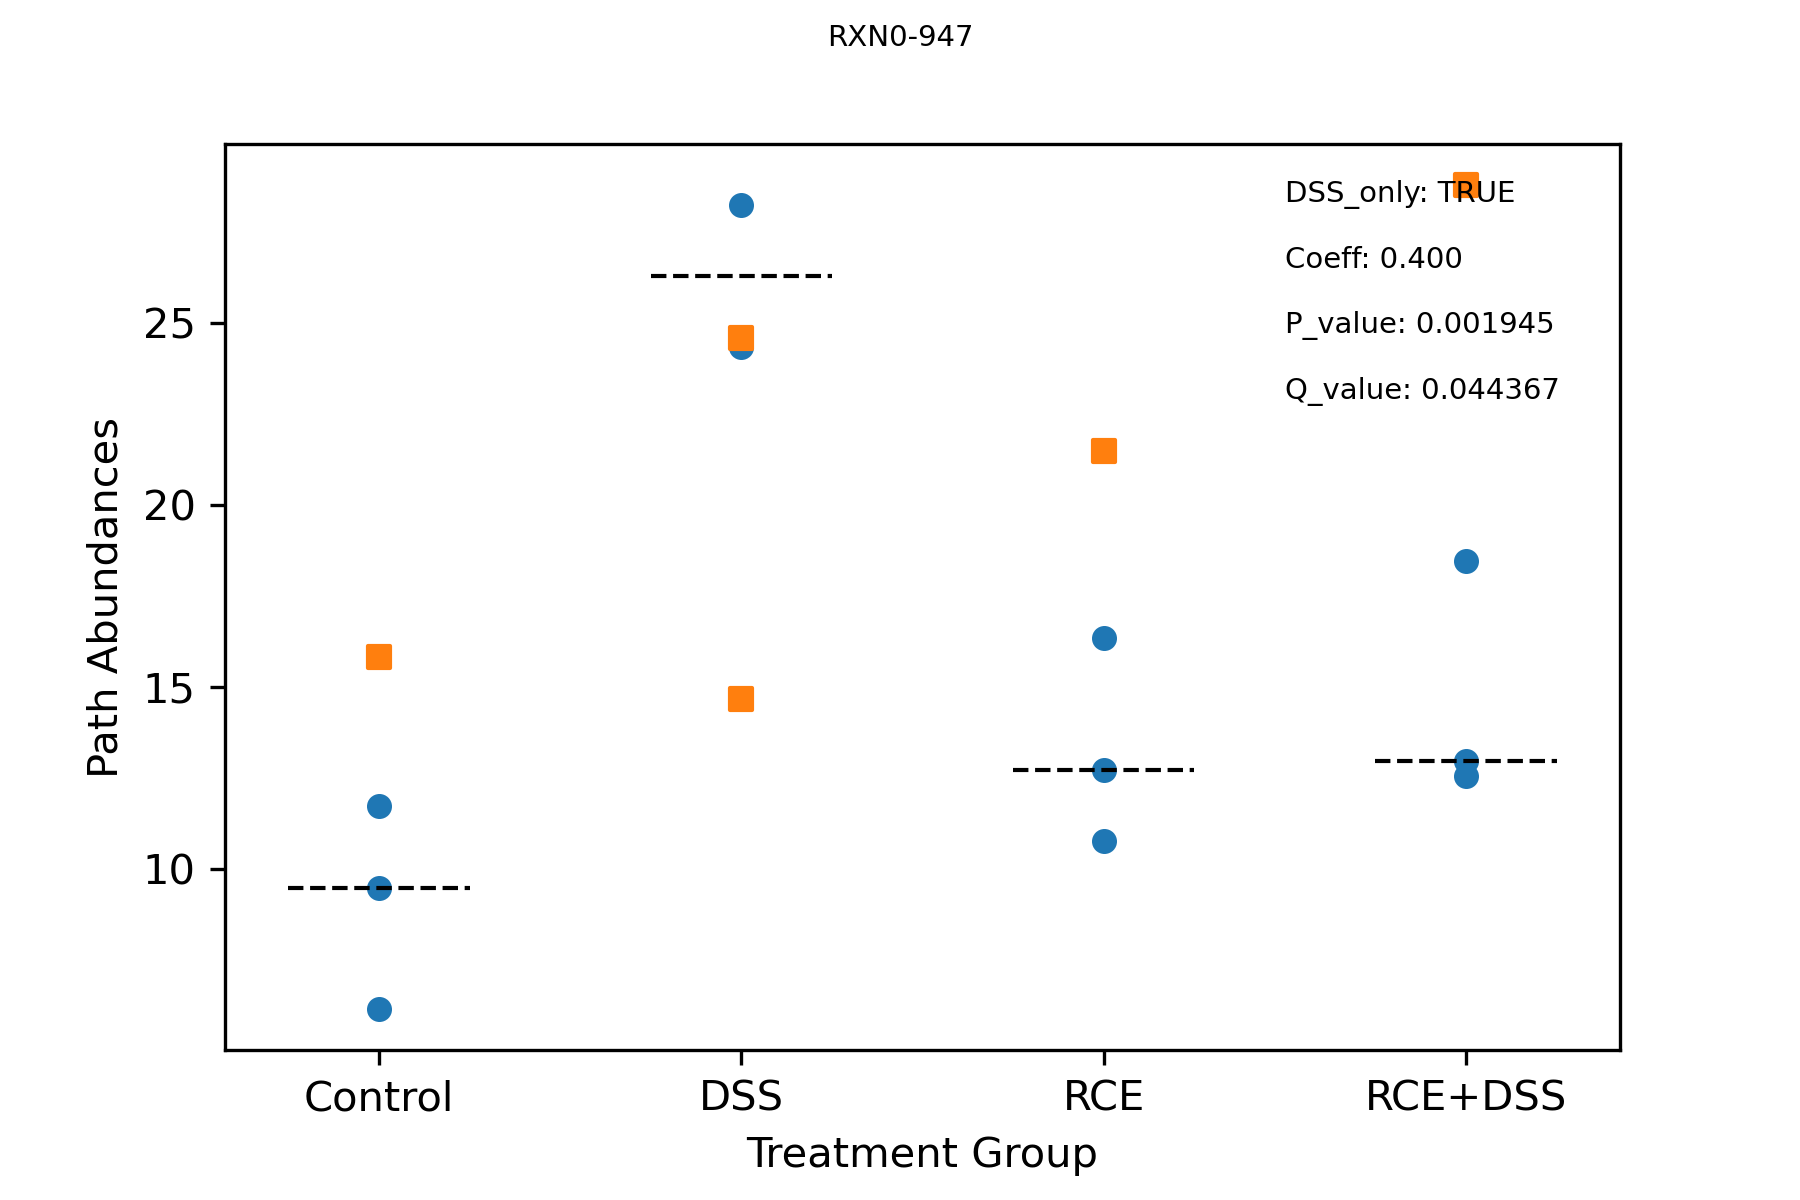 RXN0-947
DSS_only: TRUE
Coeff: 0.400
P_value: 0.001945
Q_value: 0.044367
25
20
15
10
Path Abundances
Control
DSS
RCE
RCE+DSS
Treatment Group